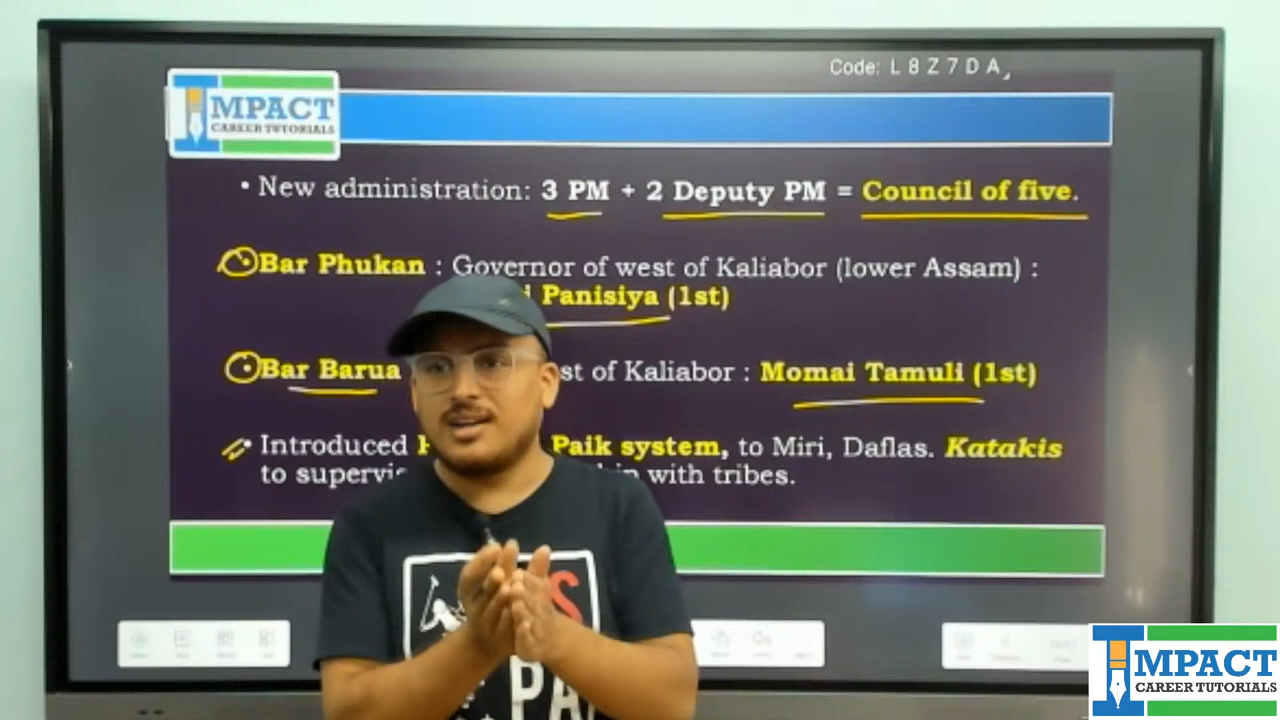 Code: L 8 Z 7 D A
IMPACT
CAREER TUTORIALS
• New administration: 3 PM + 2 Deputy PM = Council of five.
Bar Phukan : Governor of west of Kaliabor (lower Assam) :
Panisiya (1st)
Bar Barua st of Kaliabor : Momai Tamuli (1st)
• Introduced Paik system, to Miri, Daflas. Katakis
to with tribes.
IMPACT
CAREER TUTORIALS